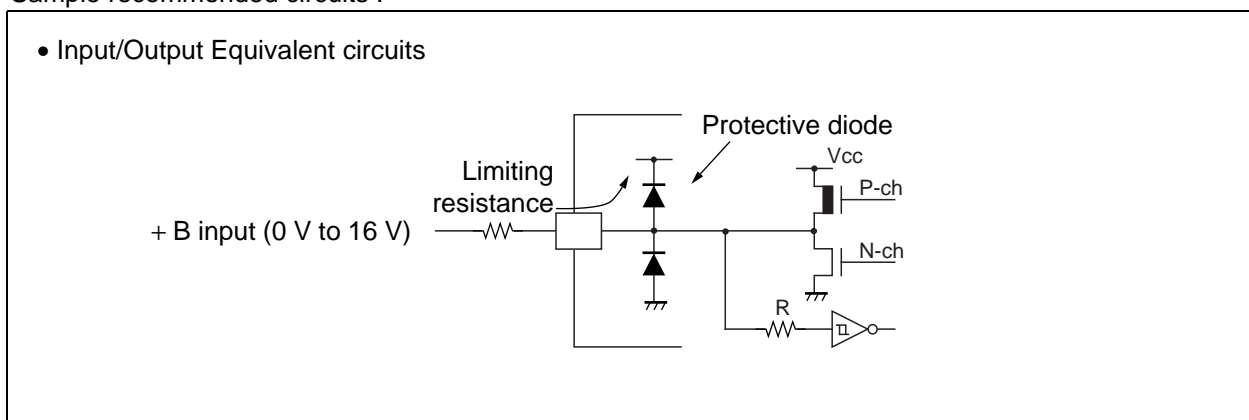 Sample recommended circuits :
• Input/Output Equivalent circuits
Protective diode
Vcc
Limiting
resistance
P-ch
+ B input (0 V to 16 V)
N-ch
R